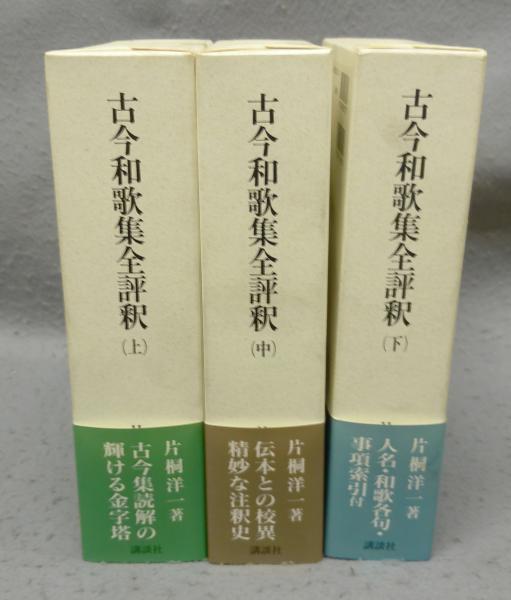 古今和歌集全評釈
(上)
片桐洋一著
古今集読解の
輝ける金字塔
講談社
古今和歌集全評釈
(中)
片桐洋一著
伝本との校異
精妙な注釈史
講談社
古今和歌集全評釈
(下)
片桐洋一著
人名・和歌各句・
事項索引付
講談社